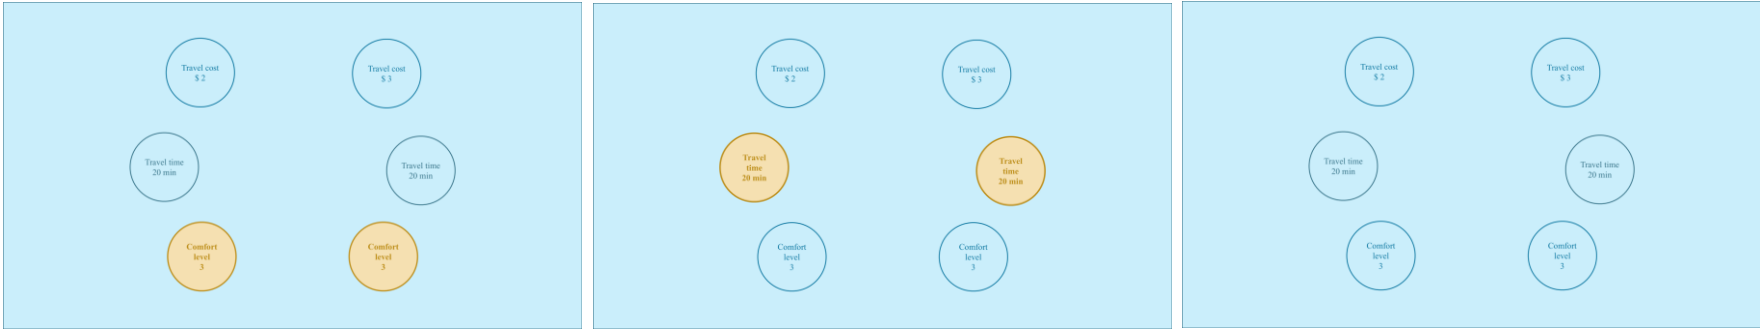 Travel cost
$ 2
Travel cost
$ 3
Travel time
20 min
Travel time
20 min
Comfort
level
3
Comfort
level
3
Travel cost
$ 2
Travel cost
$ 3
Travel
time
20 min
Travel
time
20 min
Comfort
level
3
Comfort
level
3
Travel cost
$ 2
Travel cost
$ 3
Travel time
20 min
Travel time
20 min
Comfort
level
3
Comfort
level
3